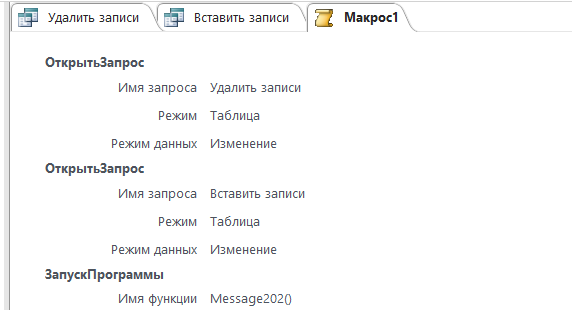 Удалить записи Вставить записи Макрос1
ОткрытьЗапрос
Имя запроса Удалить записи
Режим Таблица
Режим данных Изменение
ОткрытьЗапрос
Имя запроса Вставить записи
Режим Таблица
Режим данных Изменение
ЗапускПрограммы
Имя функции Message202()